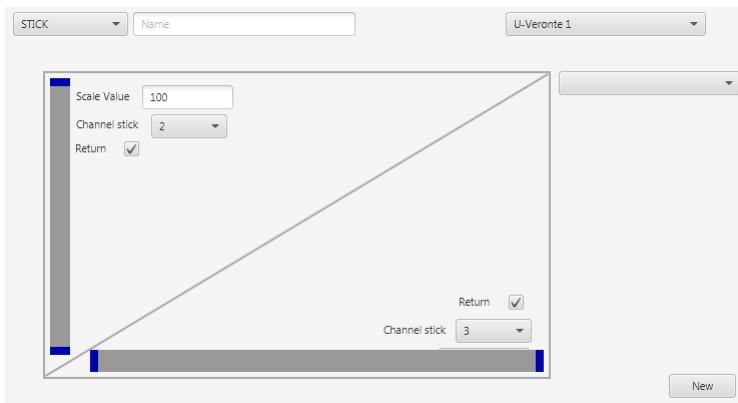 STICK Name U-Veronte 1
Scale Value 100
Channel stick 2
Return
Return
Channel stick 3
New